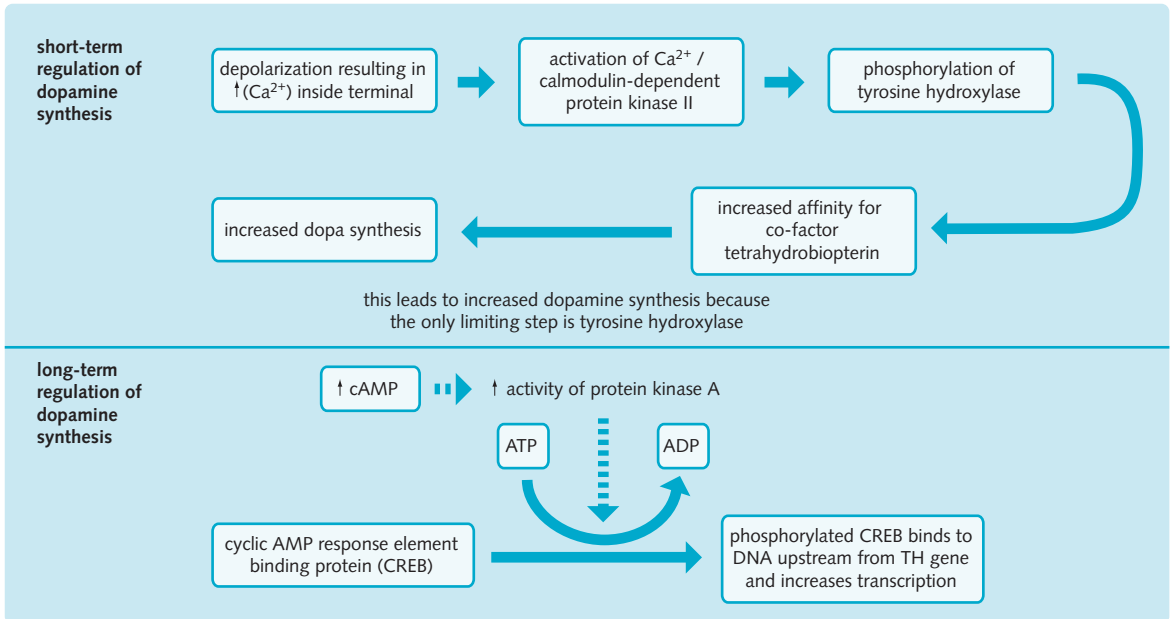 short-term
regulation of
dopamine
synthesis
depolarization resulting in
↑(Ca²⁺) inside terminal
activation of Ca²⁺ /
calmodulin-dependent
protein kinase II
phosphorylation of
tyrosine hydroxylase
increased affinity for
co-factor
tetrahydrobiopterin
increased dopa synthesis
this leads to increased dopamine synthesis because
the only limiting step is tyrosine hydroxylase
long-term
regulation of
dopamine
synthesis
↑ cAMP
↑ activity of protein kinase A
ATP
ADP
cyclic AMP response element
binding protein (CREB)
phosphorylated CREB binds to
DNA upstream from TH gene
and increases transcription